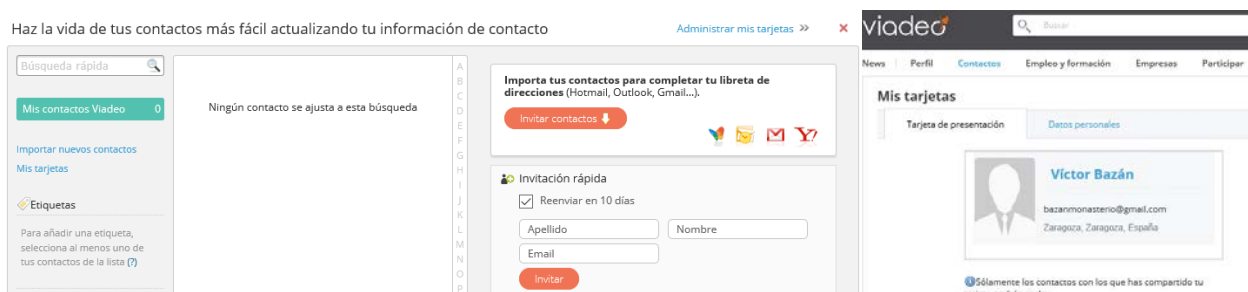 Haz la vida de tus contactos más fácil actualizando tu información de contacto
Administrar mis tarjetas >>
Búsqueda rápida
Mis contactos Viadeo 0
Importar nuevos contactos
Mis tarjetas
Etiquetas
Para añadir una etiqueta,
selecciona al menos uno de
tus contactos de la lista (?)
Ningún contacto se ajusta a esta búsqueda
A
B
C
D
E
F
G
H
I
J
K
L
M
N
O
P
Importa tus contactos para completar tu libreta de
direcciones (Hotmail, Outlook, Gmail...).
Invitar contactos
Invitación rápida
Reenviar en 10 días
Apellido
Nombre
Email
Invitar
viadeo
Buscar
News Perfil Contactos Empleo y formación Empresas Participar
Mis tarjetas
Tarjeta de presentación
Datos personales
Víctor Bazán
bazanmonasterio@gmail.com
Zaragoza, Zaragoza, España
Sólamente los contactos con los que has compartido tu